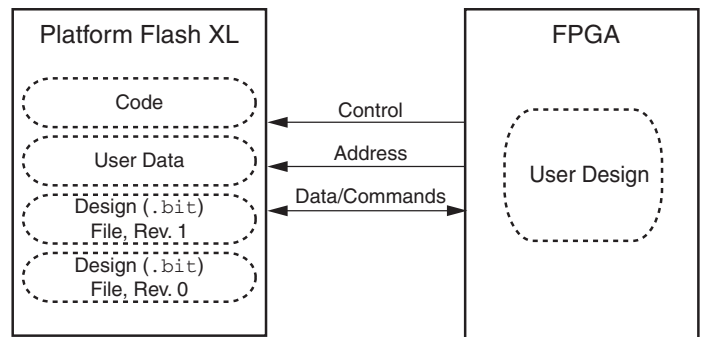 Platform Flash XL
Code
User Data
Design (.bit)
File, Rev. 1
Design (.bit)
File, Rev. 0
Control
Address
Data/Commands
FPGA
User Design